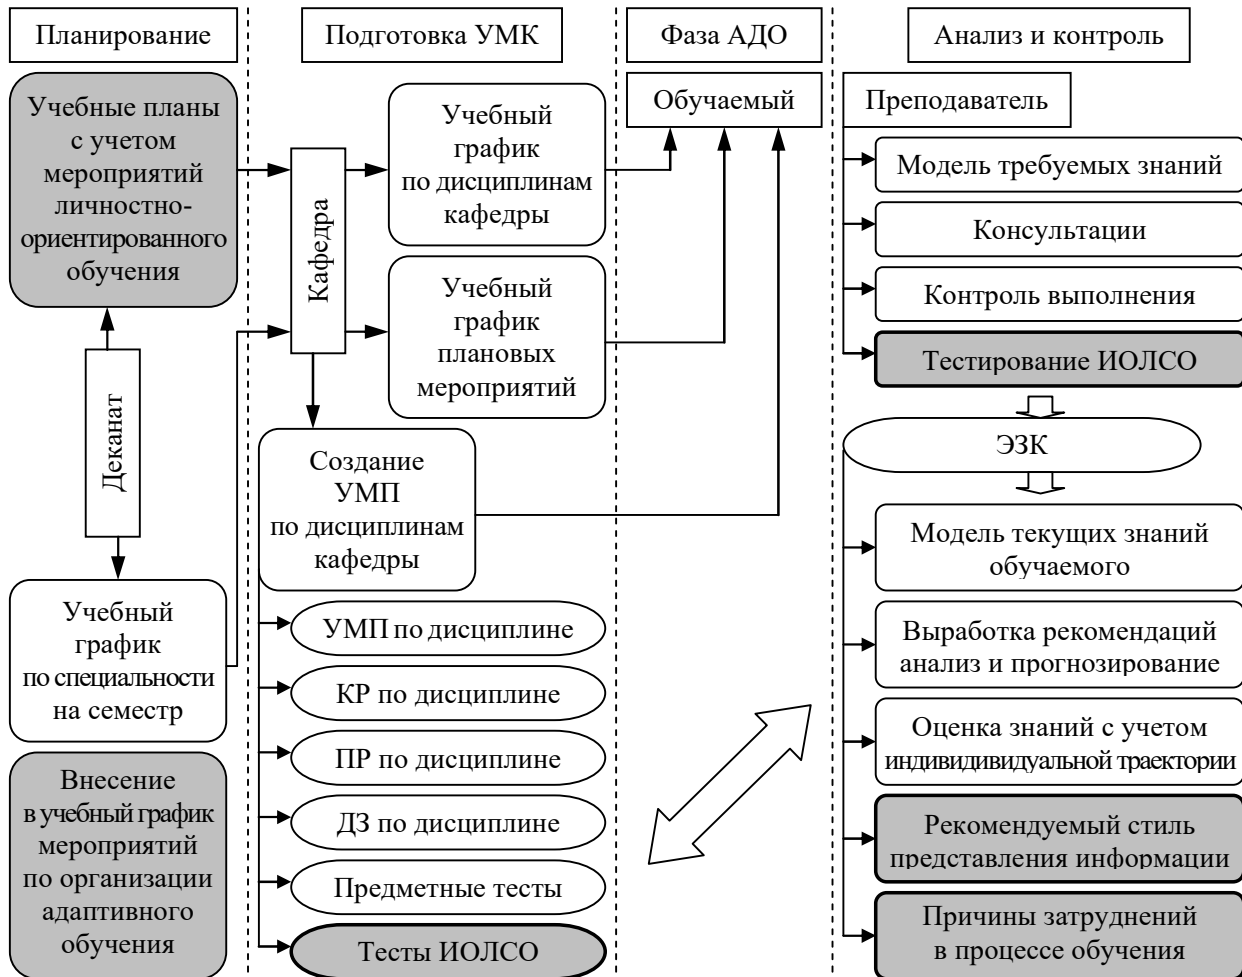 Планирование
Учебные планы
с учетом
мероприятий
личностно-
ориентированного
обучения
Деканат
Учебный
график
по специальности
на семестр
Внесение
в учебный график
мероприятий
по организации
адаптивного
обучения
Подготовка УМК
Кафедра
Учебный
график
по дисциплинам
кафедры
Учебный
график
плановых
мероприятий
Создание
УМП
по дисциплинам
кафедры
УМП по дисциплине
КР по дисциплине
ПР по дисциплине
ДЗ по дисциплине
Предметные тесты
Тесты ИОЛСО
Фаза АДО
Обучаемый
Анализ и контроль
Преподаватель
Модель требуемых знаний
Консультации
Контроль выполнения
Тестирование ИОЛСО
ЭЗК
Модель текущих знаний
обучаемого
Выработка рекомендаций
анализ и прогнозирование
Оценка знаний с учетом
индивидивидуальной траектории
Рекомендуемый стиль
представления информации
Причины затруднений
в процессе обучения